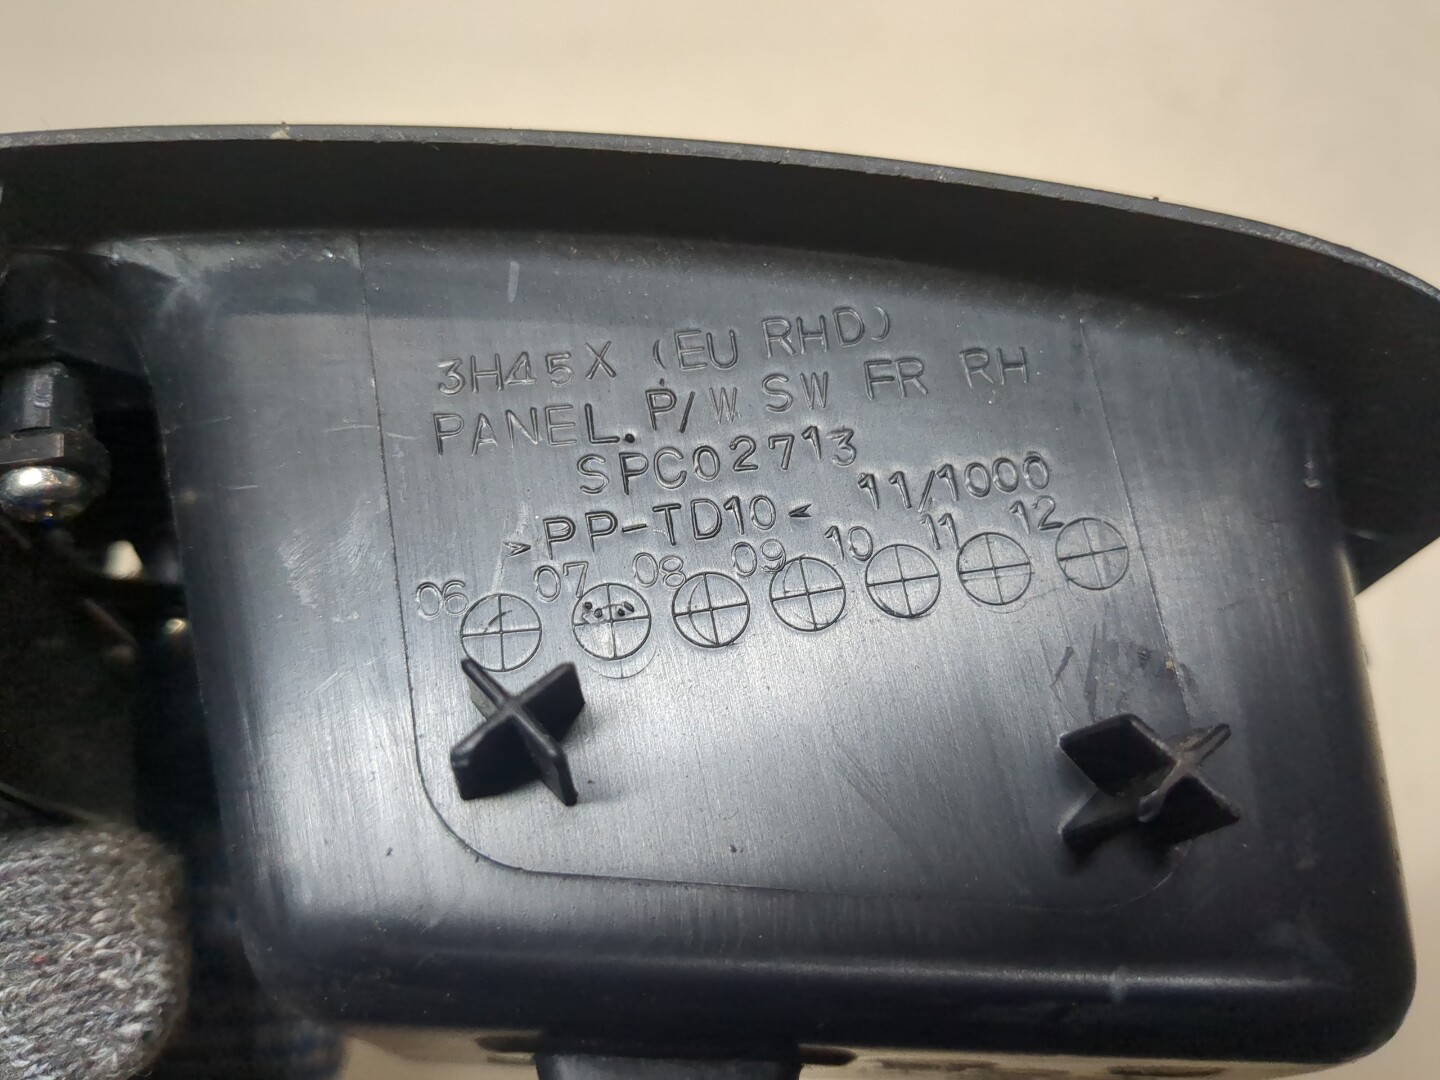 3H45X (EU RHD)
PANEL. P/W SW FR RH
SPC02713
>PP-TD10< 11/1000
06 07 08 09 10 11 12